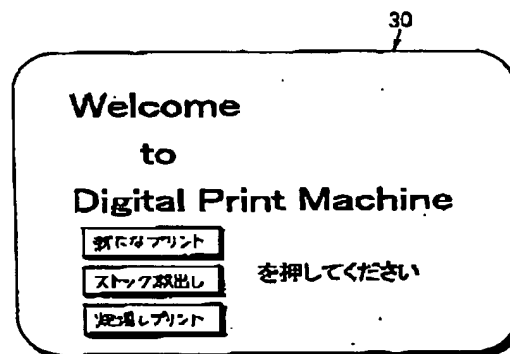 30
Welcome
to
Digital Print Machine
新たなプリント
ストック取出し
を押してください
焼増しプリント